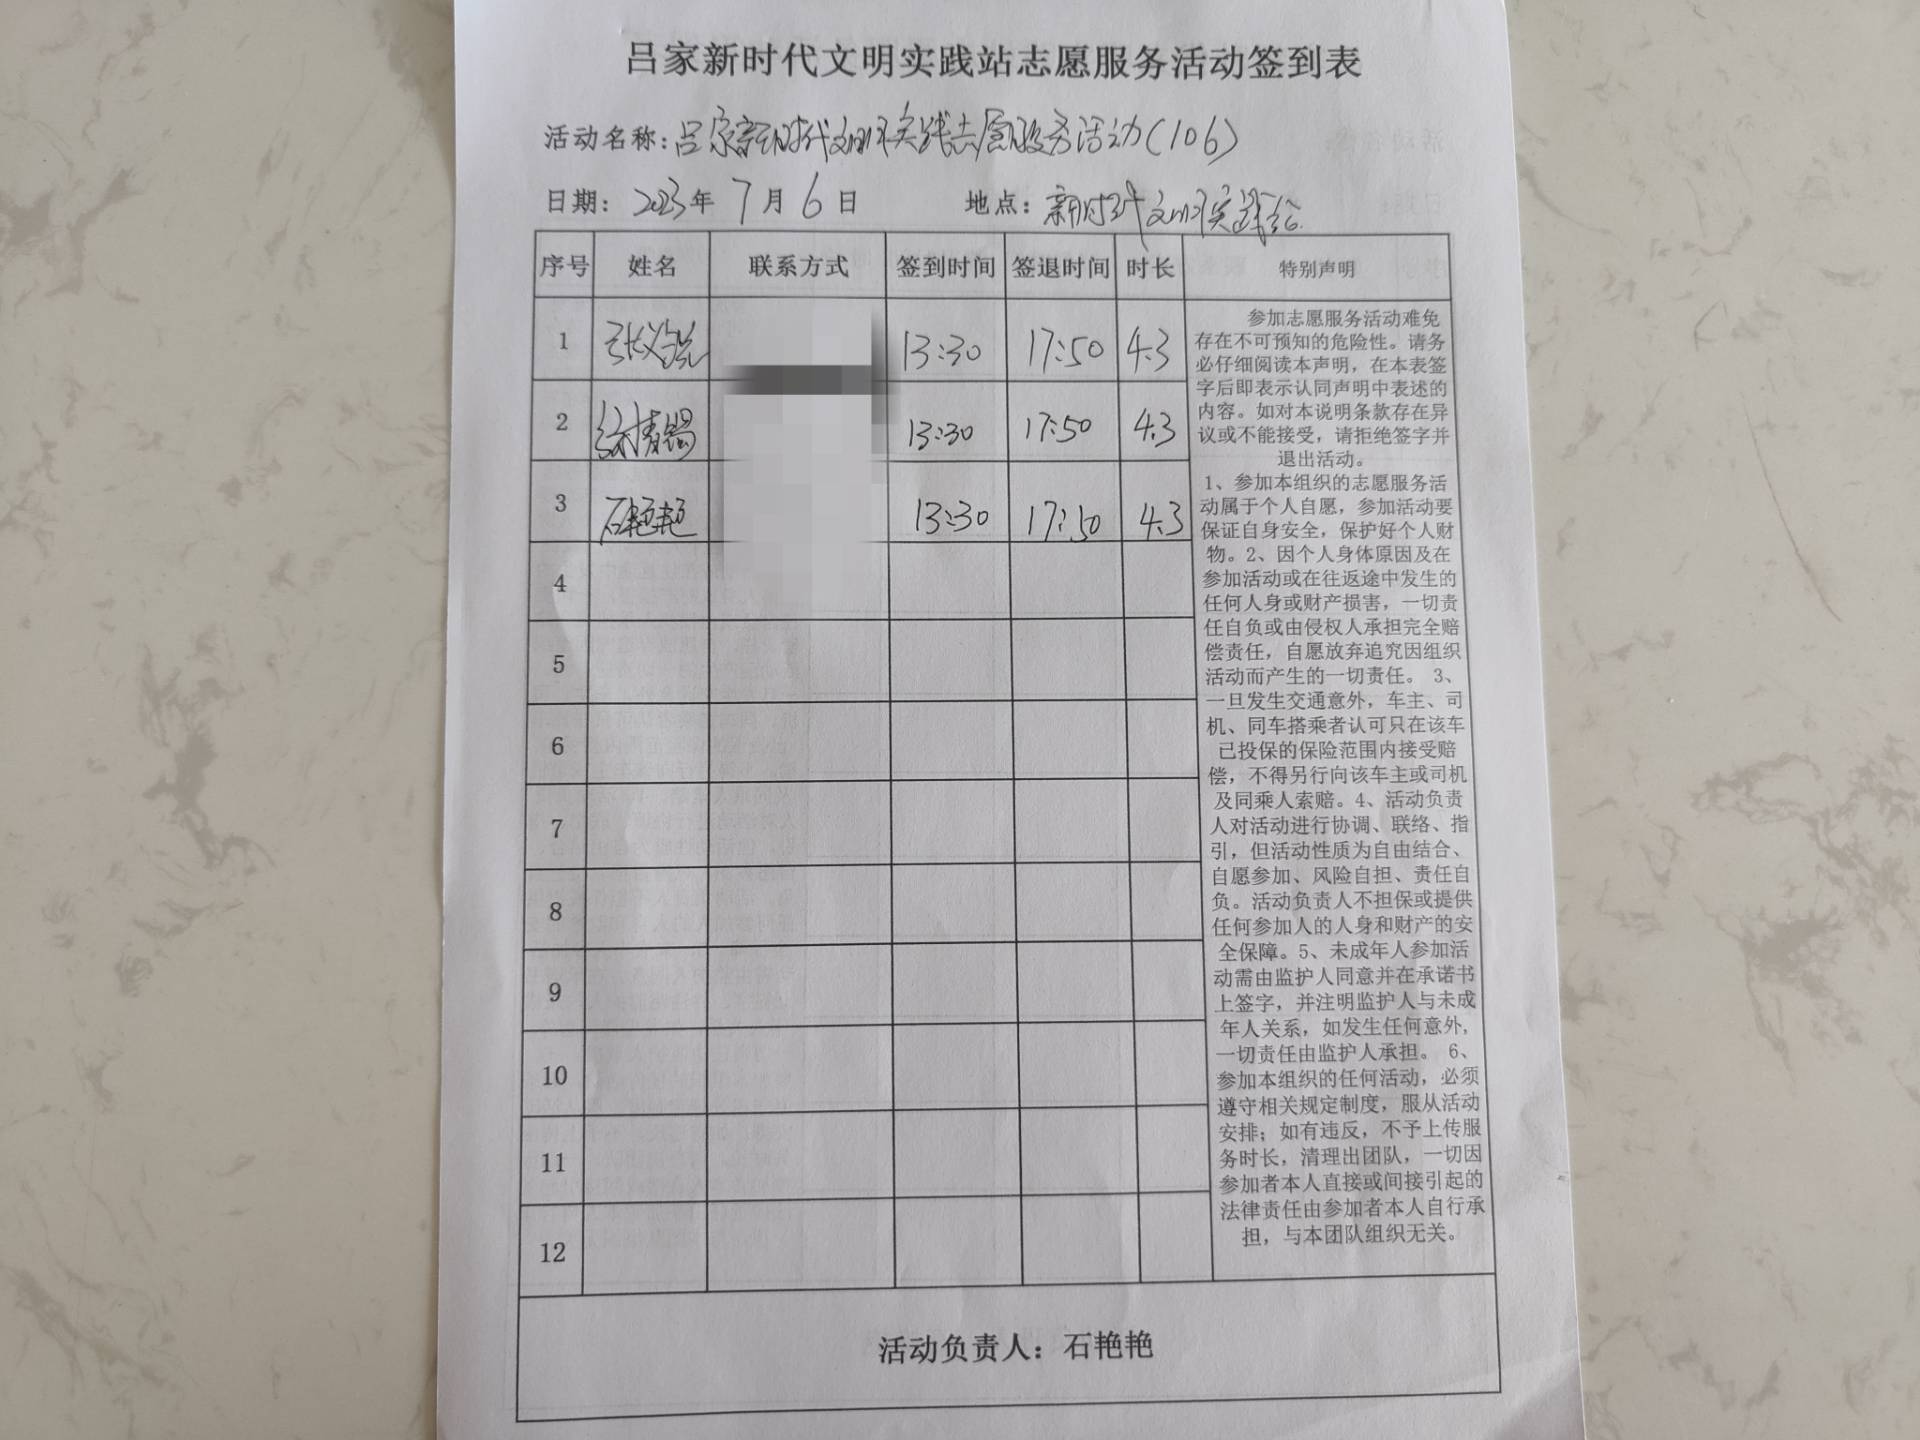 吕家新时代文明实践站志愿服务活动签到表
活动名称：吕家新时代文明实践志愿服务活动（106）
日期：2023年7月6日 地点：新时代文明实践站
序号 姓名 联系方式 签到时间 签退时间 时长 特别声明
1 张 13:30 17:50 4.3
2 13:30 17:50 4.3
3 石艳艳 13:30 17:50 4.3
4
5
6
7
8
9
10
11
12
参加志愿服务活动难免
存在不可预知的危险性。请务
必仔细阅读本声明，在本表签
字后即表示认同声明中表述的
内容。如对本说明条款存在异
议或不能接受，请拒绝签字并
退出活动。
1、参加本组织的志愿服务活
动属于个人自愿，参加活动要
保证自身安全，保护好个人财
物。2、因个人身体原因及在
参加活动或在往返途中发生的
任何人身或财产损害，一切责
任自负或由侵权人承担完全赔
偿责任，自愿放弃追究因组织
活动而产生的一切责任。 3、
一旦发生交通意外，车主、司
机、同车搭乘者认可只在该车
已投保的保险范围内接受赔
偿，不得另行向该车主或司机
及同乘人索赔。4、活动负责
人对活动进行协调、联络、指
引，但活动性质为自由结合、
自愿参加、风险自担、责任自
负。活动负责人不担保或提供
任何参加人的人身和财产的安
全保障。5、未成年人参加活
动需由监护人同意并在承诺书
上签字，并注明监护人与未成
年人关系，如发生任何意外，
一切责任由监护人承担。 6、
参加本组织的任何活动，必须
遵守相关规定制度，服从活动
安排；如有违反，不予上传服
务时长，清理出团队，一切因
参加者本人直接或间接引起的
法律责任由参加者本人自行承
担，与本团队组织无关。
活动负责人：石艳艳